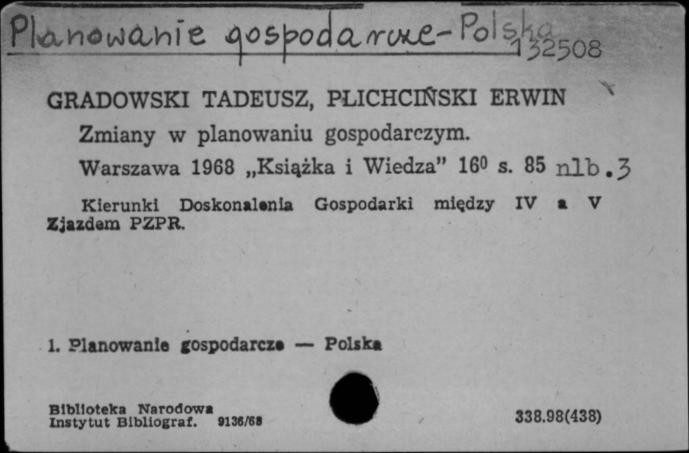 Planowanie gospodarcze - Polska
132508
GRADOWSKI TADEUSZ, PŁICHCIŃSKI ERWIN
Zmiany w planowaniu gospodarczym.
Warszawa 1968 „Książka i Wiedza” 16⁰ s. 85 nlb. 3
Kierunki Doskonalenia Gospodarki między IV a V
Zjazdem PZPR.
1. Planowanie gospodarcze — Polska
Biblioteka Narodowa
Instytut Bibliograf. 9136/68
338.98(438)